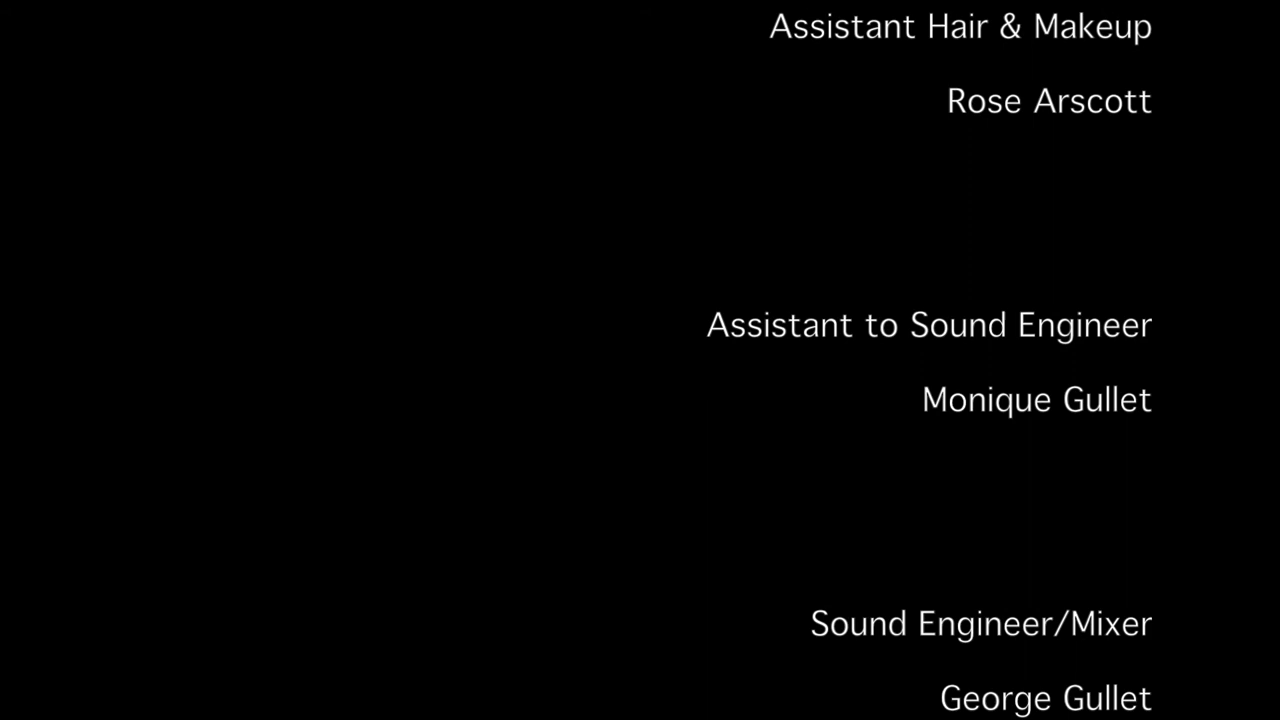 Assistant Hair & Makeup
Rose Arscott
Assistant to Sound Engineer
Monique Gullet
Sound Engineer/Mixer
George Gullet